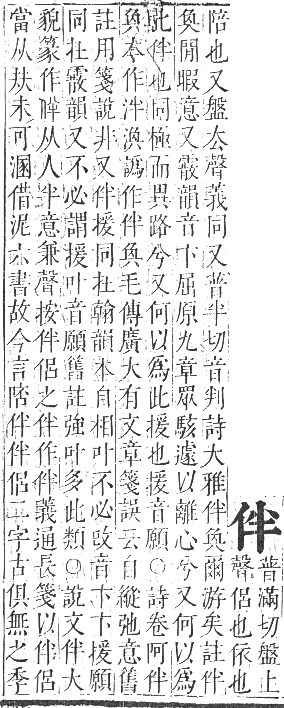 伴
普滿切盤上
聲侶也依也
陪也又盤去聲義同又普半切音判詩大雅伴奐爾游矣註伴
奐閒暇意又霰韻音卞屈原九章眾駭遽以離心兮又何以爲
此伴也同極而異路兮又何以爲此援也援音願○詩卷阿伴
奐本作泮渙譌作伴奐毛傳廣大有文章箋誤云自縱弛意舊
註用箋說非又伴援同在翰韻本自相叶不必攺音卞卞援願
同在霰韻又不必謂援叶音願舊註強叶多此類○說文伴大
貌篆作𠈻从人半意兼聲按伴侶之伴作伴義通長箋以伴侶
當从㚘未可溷借泥六書故今言陪伴伴侶二字古俱無之季